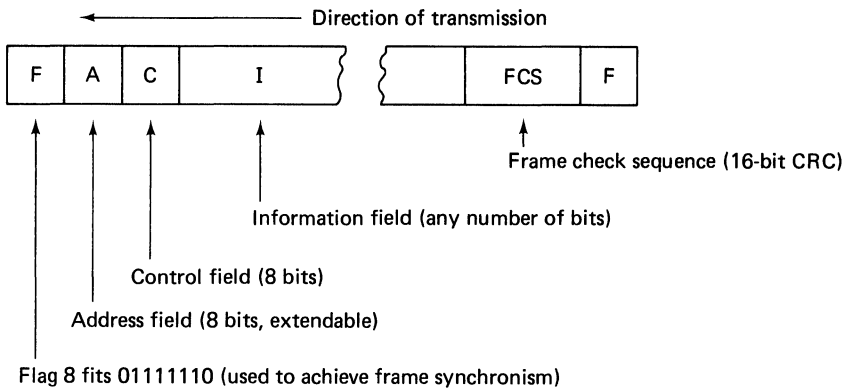 Direction of transmission
F A C I FCS F
Frame check sequence (16-bit CRC)
Information field (any number of bits)
Control field (8 bits)
Address field (8 bits, extendable)
Flag 8 fits 01111110 (used to achieve frame synchronism)